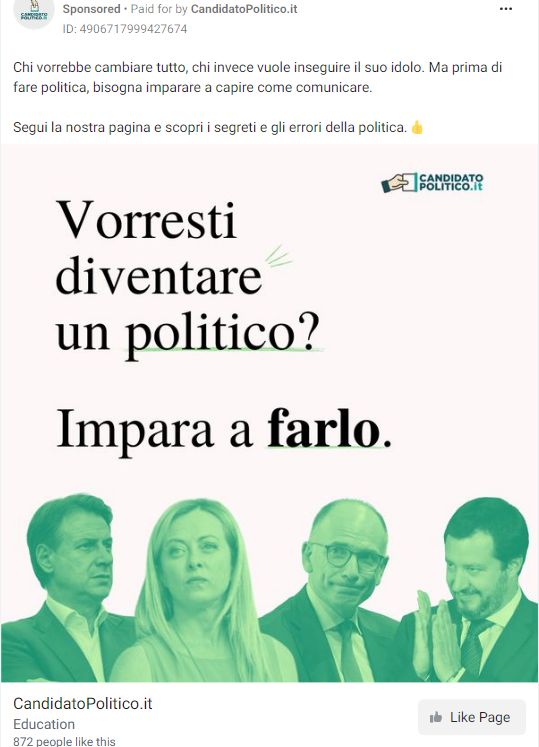 CANDIDATO
POLITICO.it
Sponsored • Paid for by CandidatoPolitico.it
ID: 4906717999427674
Chi vorrebbe cambiare tutto, chi invece vuole inseguire il suo idolo. Ma prima di
fare politica, bisogna imparare a capire come comunicare.
Segui la nostra pagina e scopri i segreti e gli errori della politica. 👍
CANDIDATO
POLITICO.it
Vorresti
diventare
un politico?
Impara a farlo.
CandidatoPolitico.it
Education
872 people like this
Like Page